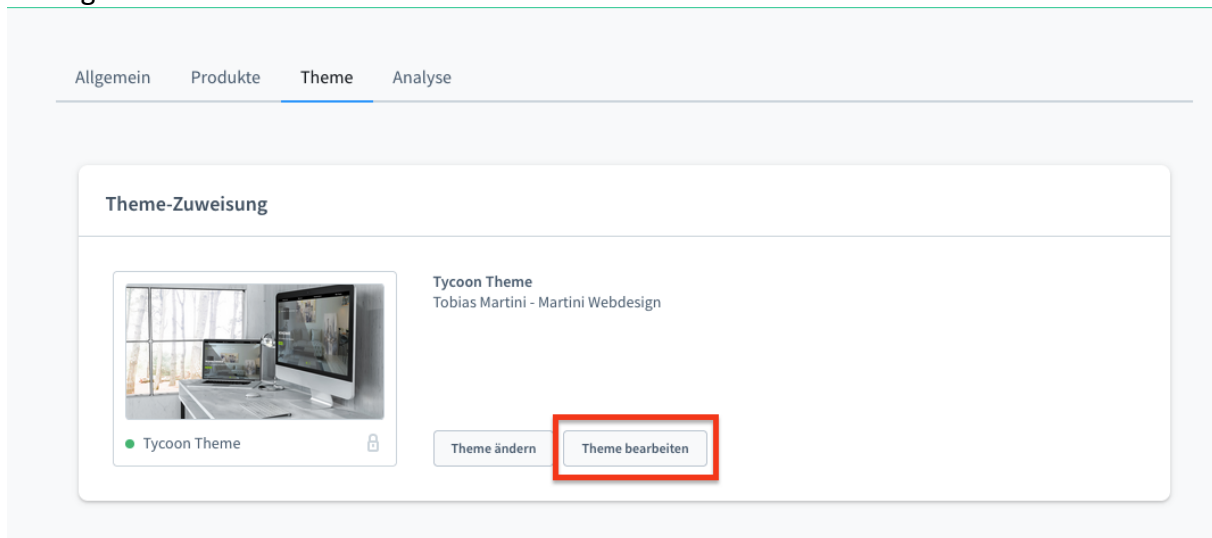 Allgemein Produkte Theme Analyse
Theme-Zuweisung
Tycoon Theme
Tobias Martini - Martini Webdesign
Tycoon Theme
Theme ändern Theme bearbeiten